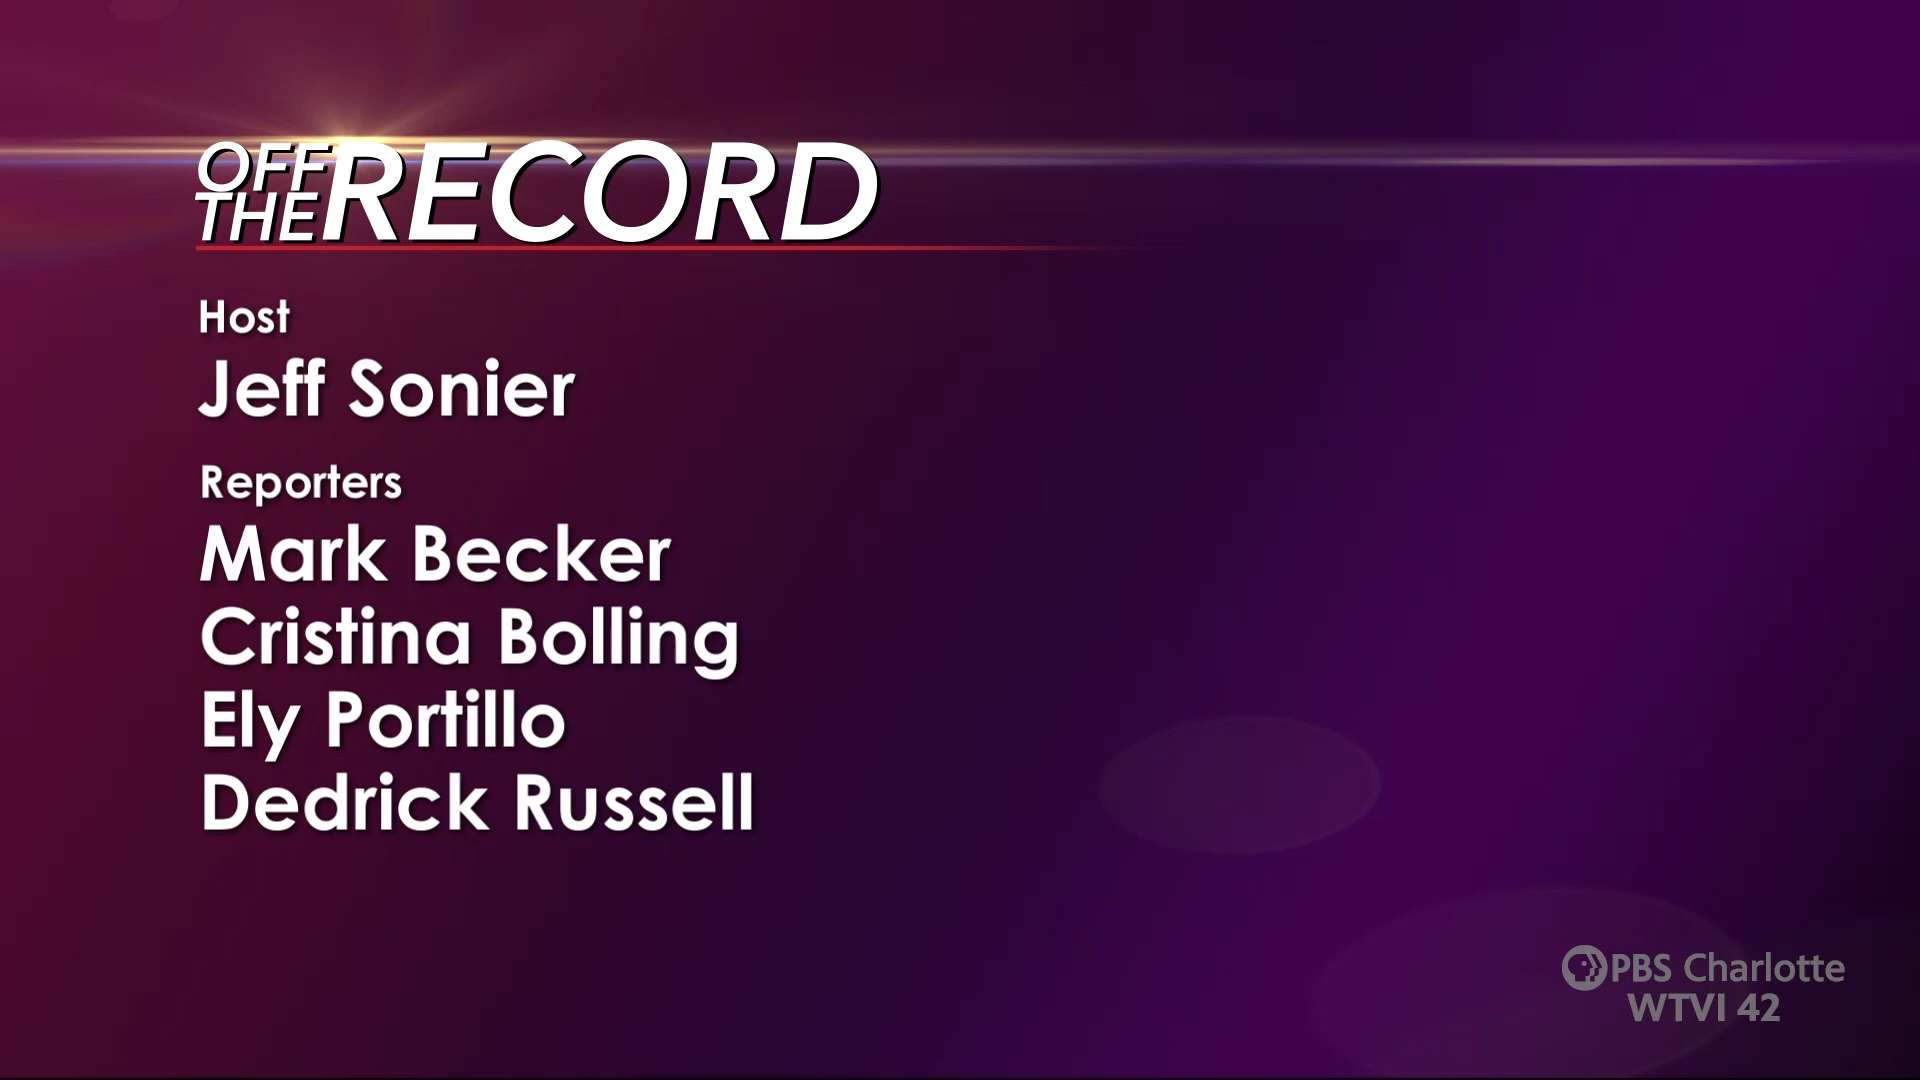 OFF THE RECORD
Host
Jeff Sonier
Reporters
Mark Becker
Cristina Bolling
Ely Portillo
Dedrick Russell
PBS Charlotte
WTVI 42